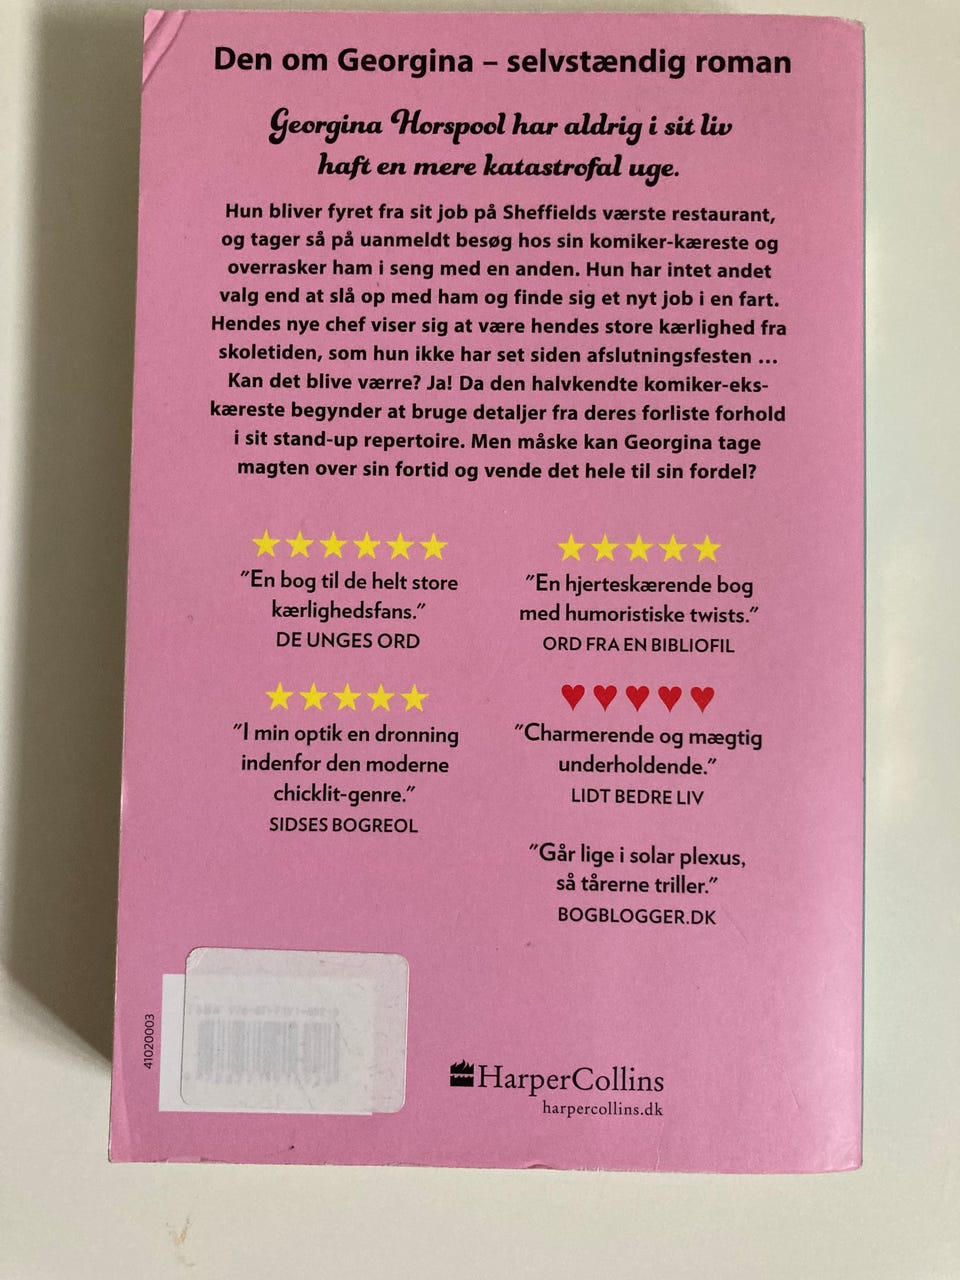 Den om Georgina – selvstændig roman
Georgina Horspool har aldrig i sit liv
haft en mere katastrofal uge.
Hun bliver fyret fra sit job på Sheffields værste restaurant,
og tager så på uanmeldt besøg hos sin komiker-kæreste og
overrasker ham i seng med en anden. Hun har intet andet
valg end at slå op med ham og finde sig et nyt job i en fart.
Hendes nye chef viser sig at være hendes store kærlighed fra
skoletiden, som hun ikke har set siden afslutningsfesten ...
Kan det blive værre? Ja! Da den halvkendte komiker-eks-
kæreste begynder at bruge detaljer fra deres forliste forhold
i sit stand-up repertoire. Men måske kan Georgina tage
magten over sin fortid og vende det hele til sin fordel?
"En bog til de helt store
kærlighedsfans."
DE UNGES ORD
"En hjerteskærende bog
med humoristiske twists."
ORD FRA EN BIBLIOFIL
"I min optik en dronning
indenfor den moderne
chicklit-genre."
SIDSES BOGREOL
"Charmerende og mægtig
underholdende."
LIDT BEDRE LIV
"Går lige i solar plexus,
så tårerne triller."
BOGBLOGGER.DK
41020003
HarperCollins
harpercollins.dk